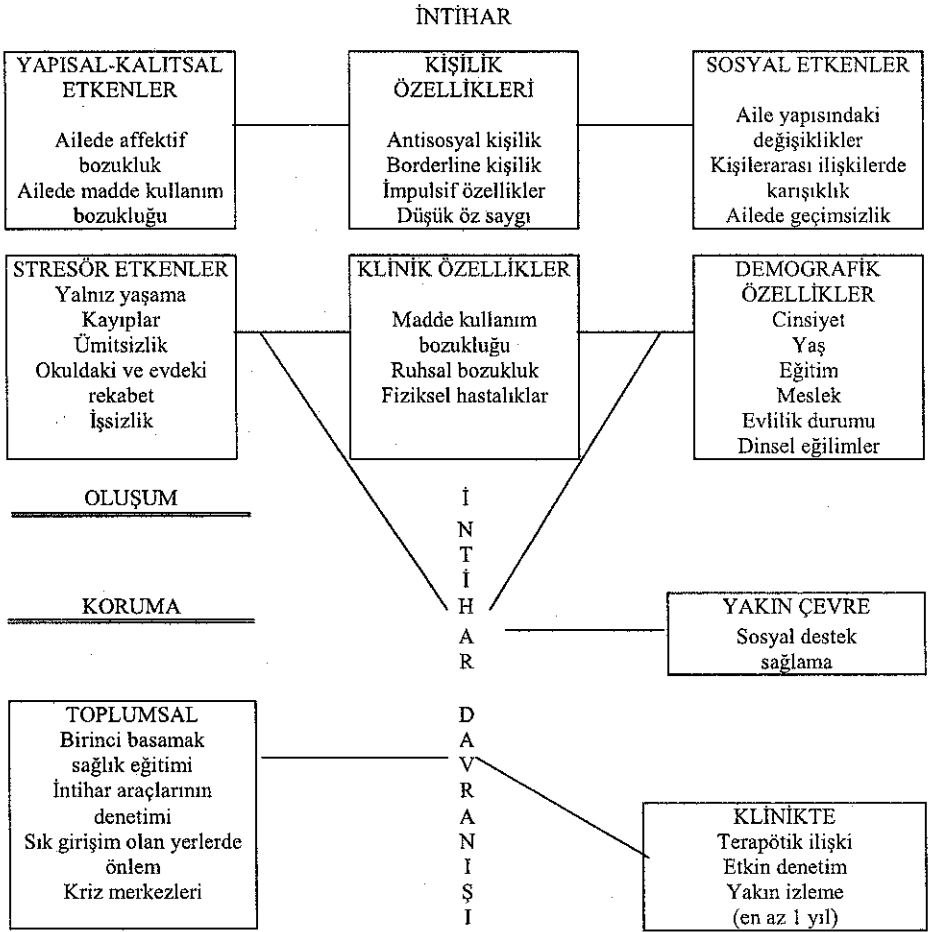 İNTİHAR
YAPISAL-KALITSAL
ETKENLER
Ailede affektif
bozukluk
Ailede madde kullanım
bozukluğu
KİŞİLİK
ÖZELLİKLERİ
Antisosyal kişilik
Borderline kişilik
İmpulsif özellikler
Düşük öz saygı
SOSYAL ETKENLER
Aile yapısındaki
değişiklikler
Kişilerarası ilişkilerde
karışıklık
Ailede geçimsizlik
STRESÖR ETKENLER
Yalnız yaşama
Kayıplar
Ümitsizlik
Okuldaki ve evdeki
rekabet
İşsizlik
KLİNİK ÖZELLİKLER
Madde kullanım
bozukluğu
Ruhsal bozukluk
Fiziksel hastalıklar
DEMOGRAFİK
ÖZELLİKLER
Cinsiyet
Yaş
Eğitim
Meslek
Evlilik durumu
Dinsel eğilimler
OLUŞUM
KORUMA
İ
N
T
İ
H
A
R
D
A
V
R
A
N
I
Ş
I
YAKIN ÇEVRE
Sosyal destek
sağlama
TOPLUMSAL
Birinci basamak
sağlık eğitimi
İntihar araçlarının
denetimi
Sık girişim olan yerlerde
önlem
Kriz merkezleri
KLİNİKTE
Terapötik ilişki
Etkin denetim
Yakın izleme
(en az 1 yıl)